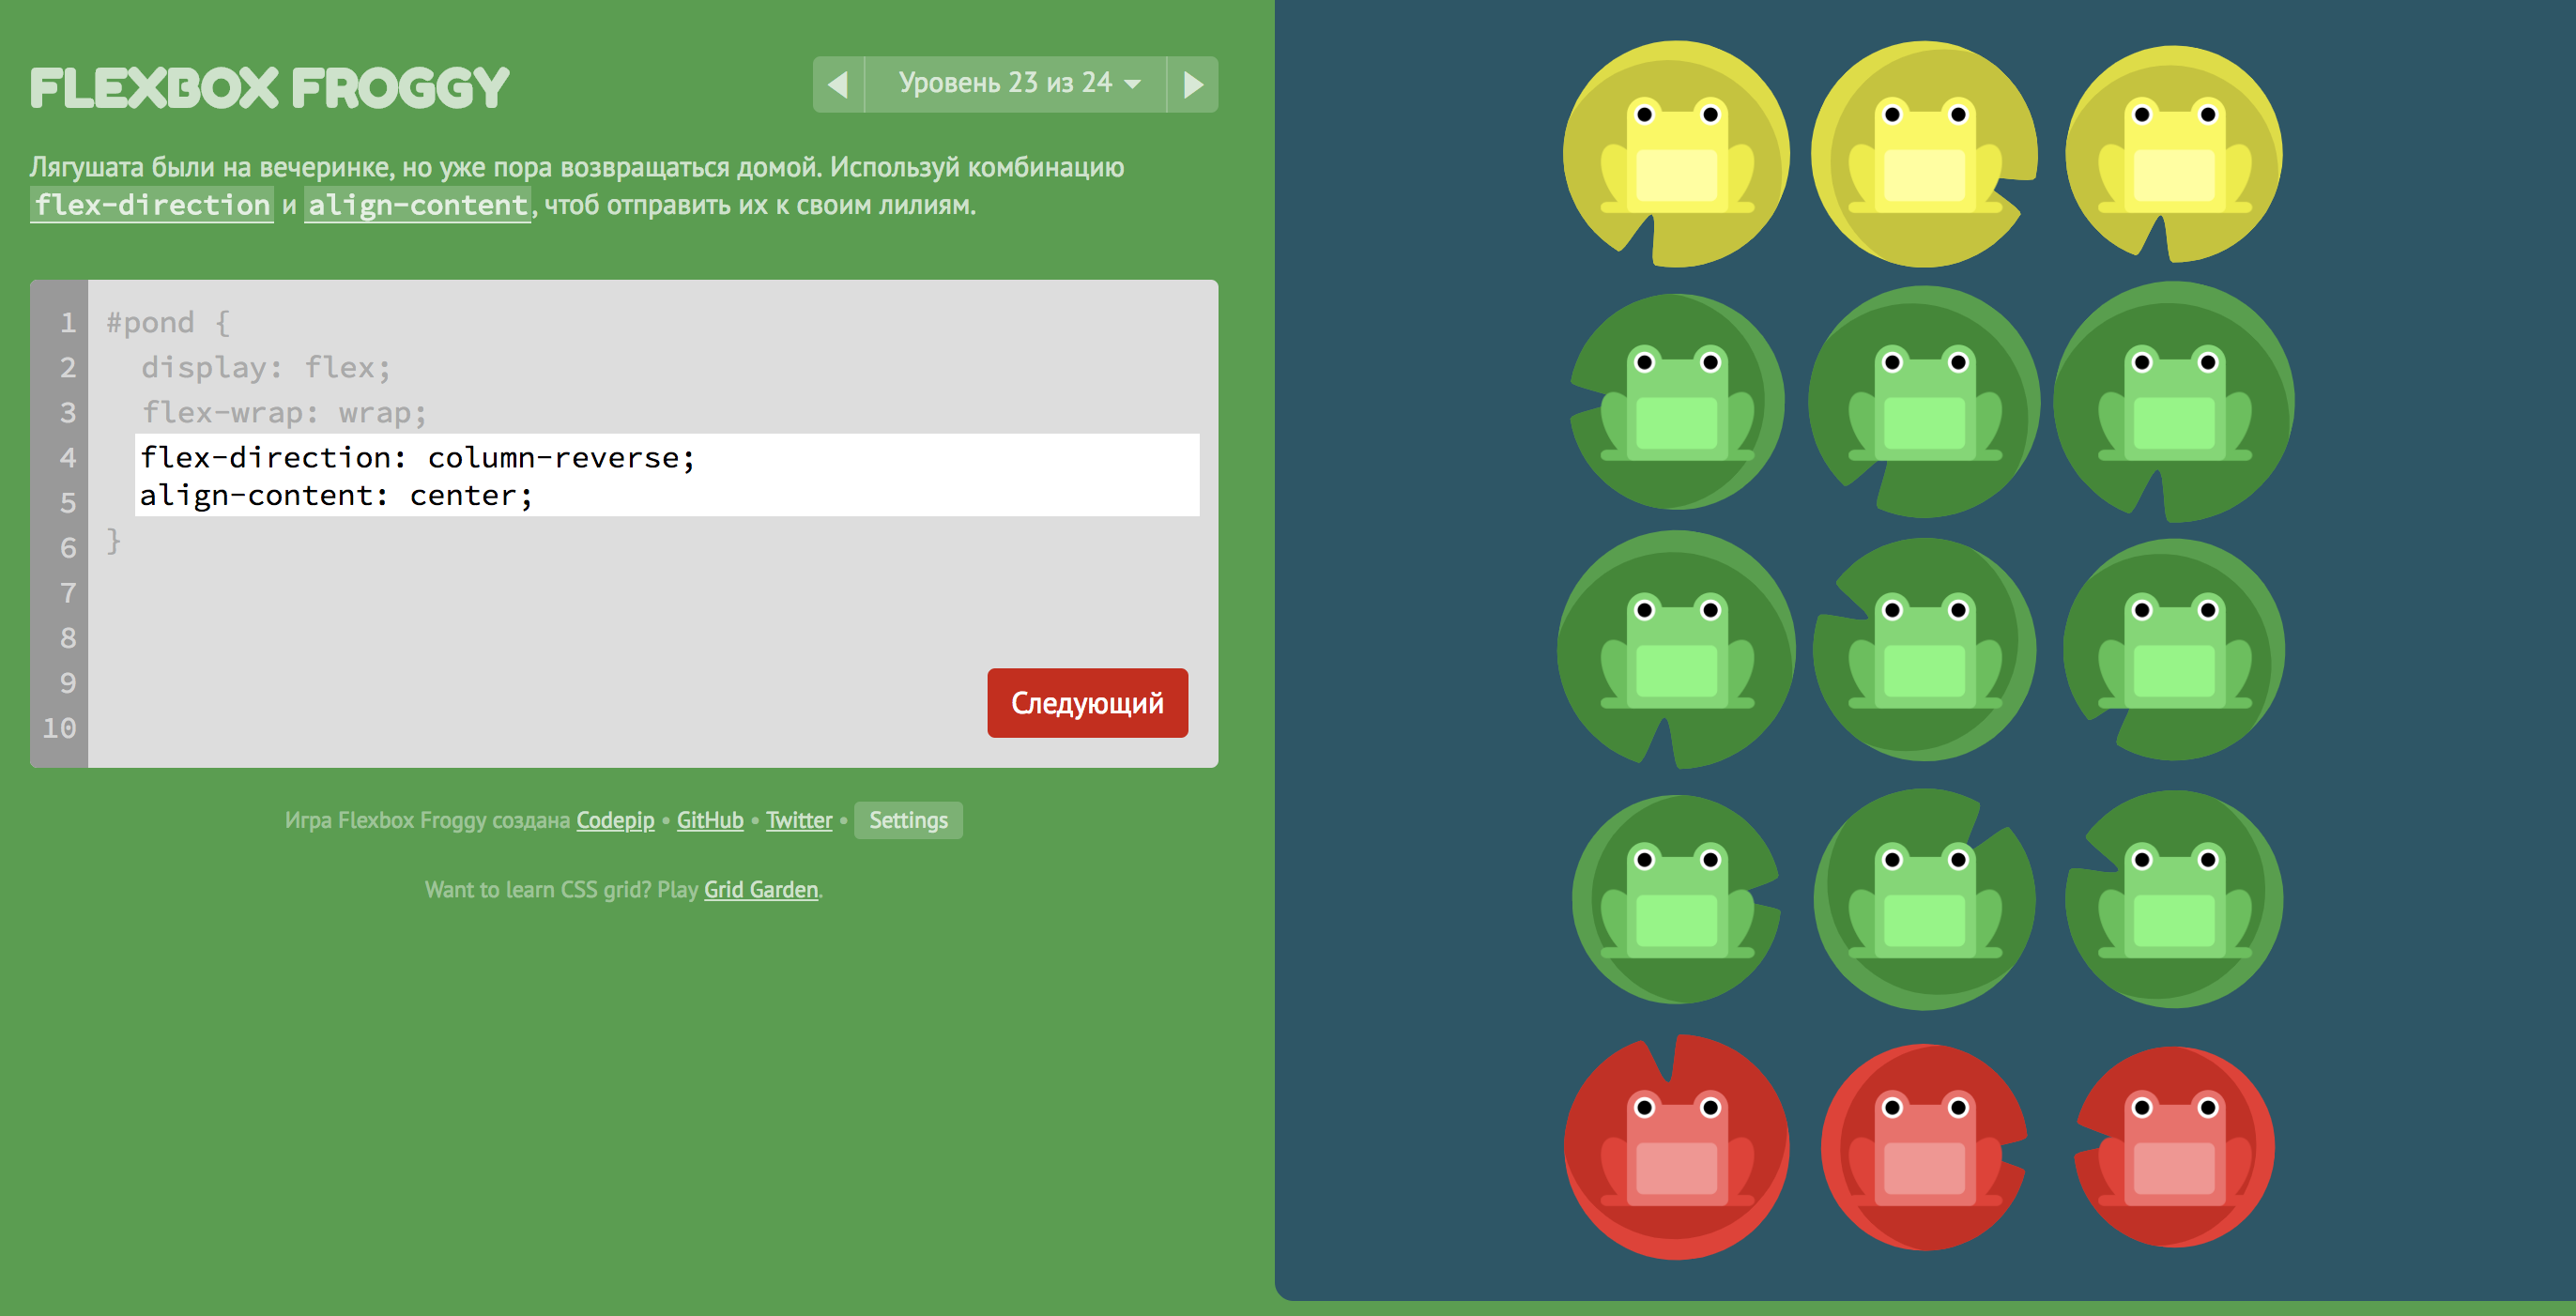 FLEXBOX FROGGY
Уровень 23 из 24
Лягушата были на вечеринке, но уже пора возвращаться домой. Используй комбинацию
flex-direction и align-content, чтоб отправить их к своим лилиям.
1 #pond {
2 display: flex;
3 flex-wrap: wrap;
4 flex-direction: column-reverse;
5 align-content: center;
6 }
7
8
9
10
Следующий
Игра Flexbox Froggy создана Codepip • GitHub • Twitter • Settings
Want to learn CSS grid? Play Grid Garden.